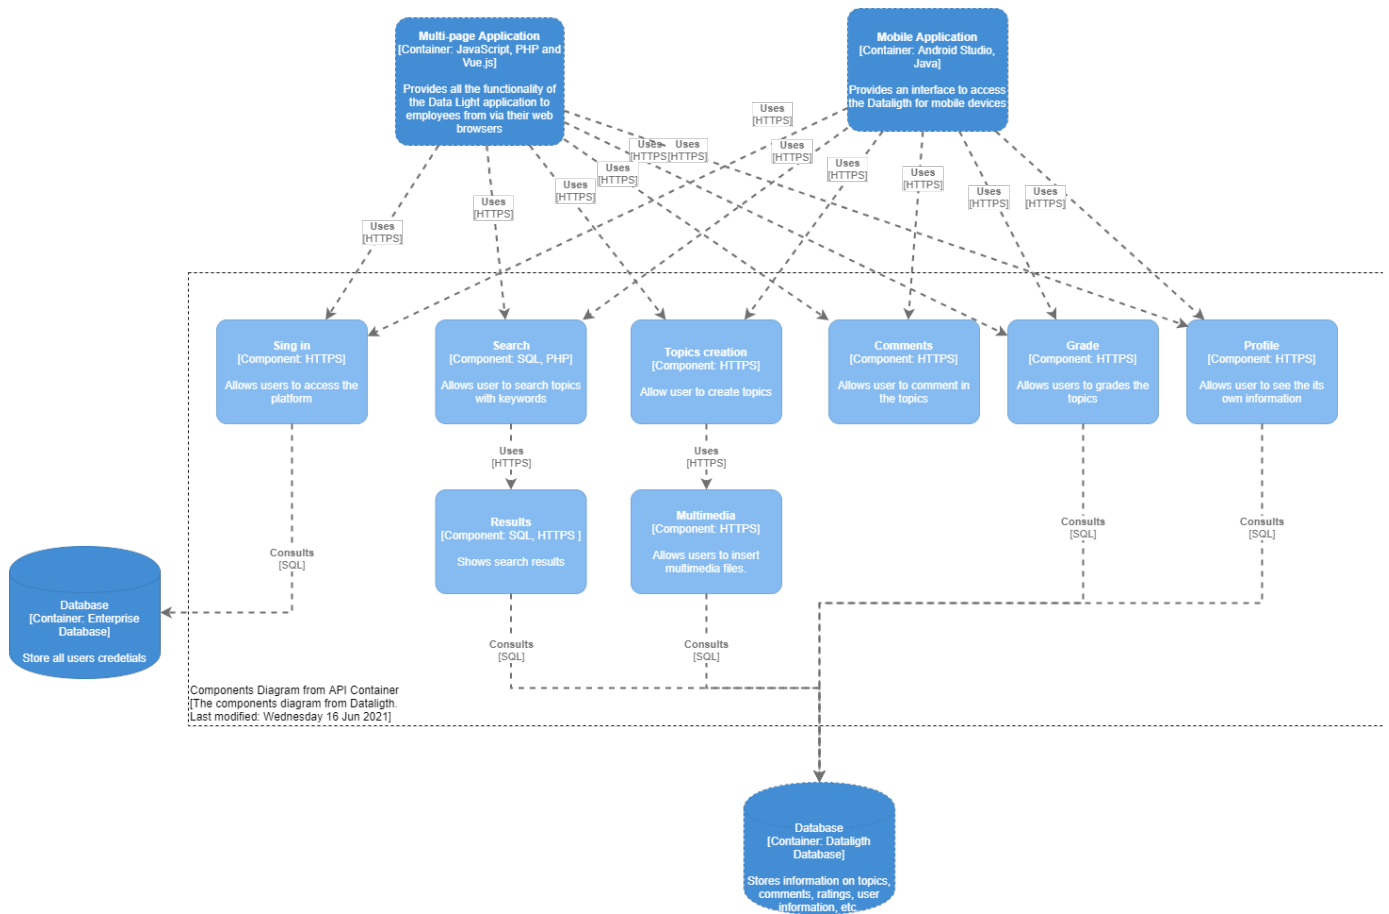 Multi-page Application
[Container: JavaScript, PHP and
Vue.js]
Provides all the functionality of
the Data Light application to
employees from via their web
browsers
Mobile Application
[Container: Android Studio,
Java]
Provides an interface to access
the Dataligth for mobile devices
Uses
[HTTPS]
Uses
[HTTPS]
Uses
[HTTPS]
Uses
[HTTPS]
Uses
[HTTPS]
Uses
[HTTPS]
Uses
[HTTPS]
Uses
[HTTPS]
Uses
[HTTPS]
Uses
[HTTPS]
Uses
[HTTPS]
Uses
[HTTPS]
Sing in
[Component: HTTPS]
Allows users to access the
platform
Search
[Component: SQL, PHP]
Allows user to search topics
with keywords
Topics creation
[Component: HTTPS]
Allow user to create topics
Comments
[Component: HTTPS]
Allows user to comment in
the topics
Grade
[Component: HTTPS]
Allows users to grades the
topics
Profile
[Component: HTTPS]
Allows user to see the its
own information
Uses
[HTTPS]
Uses
[HTTPS]
Results
[Component: SQL, HTTPS ]
Shows search results
Multimedia
[Component: HTTPS]
Allows users to insert
multimedia files.
Consults
[SQL]
Consults
[SQL]
Consults
[SQL]
Database
[Container: Enterprise
Database]
Store all users credetials
Consults
[SQL]
Consults
[SQL]
Components Diagram from API Container
[The components diagram from Dataligth.
Last modified: Wednesday 16 Jun 2021]
Database
[Container: Dataligth
Database]
Stores information on topics,
comments, ratings, user
information, etc